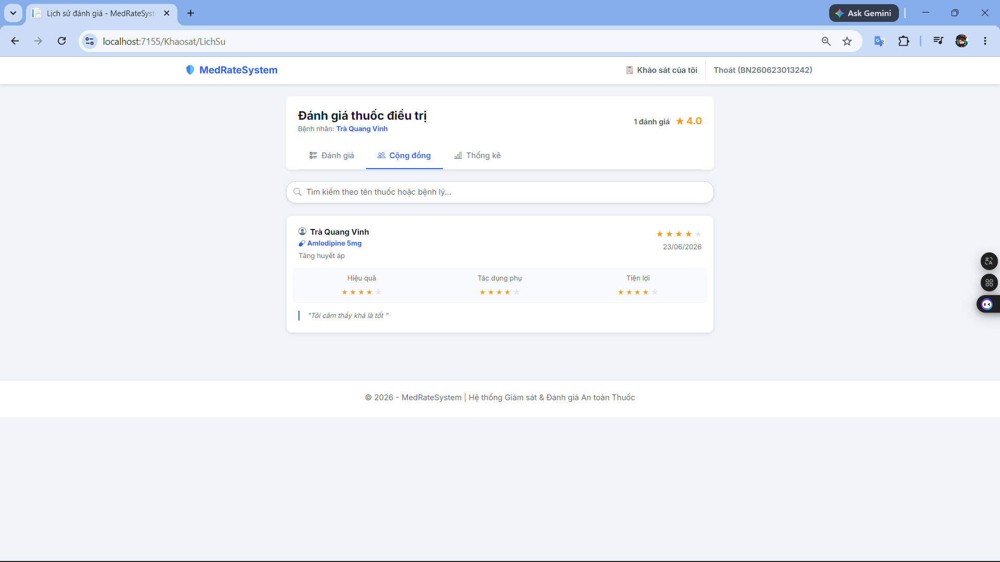 Lịch sử đánh giá - MedRateSyst
Ask Gemini
localhost:7155/Khaosat/LichSu
MedRateSystem
Khảo sát của tôi
Thoát (BN260623013242)
Đánh giá thuốc điều trị
Bệnh nhân: Trà Quang Vinh
1 đánh giá ★ 4.0
Đánh giá
Cộng đồng
Thống kê
Tìm kiếm theo tên thuốc hoặc bệnh lý...
Trà Quang Vinh
Amlodipine 5mg
23/06/2026
Tăng huyết áp
Hiệu quả
Tác dụng phụ
Tiện lợi
"Tôi cảm thấy khá là tốt "
© 2026 - MedRateSystem | Hệ thống Giám sát & Đánh giá An toàn Thuốc